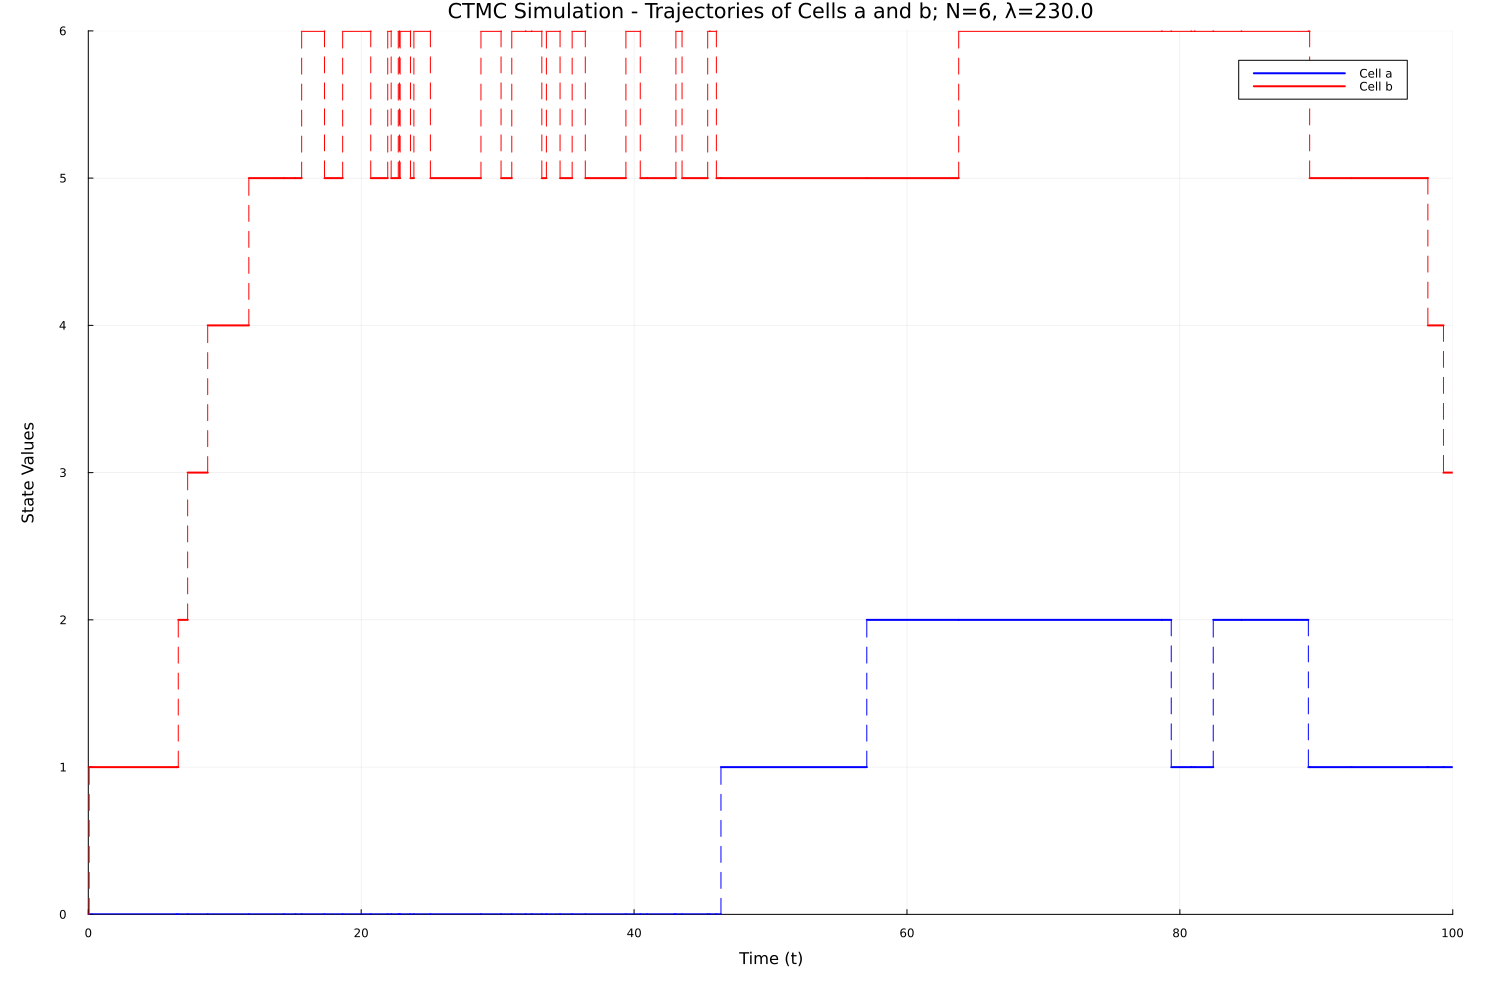 CTMC Simulation - Trajectories of Cells a and b; N=6, λ=230.0
6
Cell a
Cell b
5
4
3
2
1
0
State Values
0 20 40 60 80 100
Time (t)